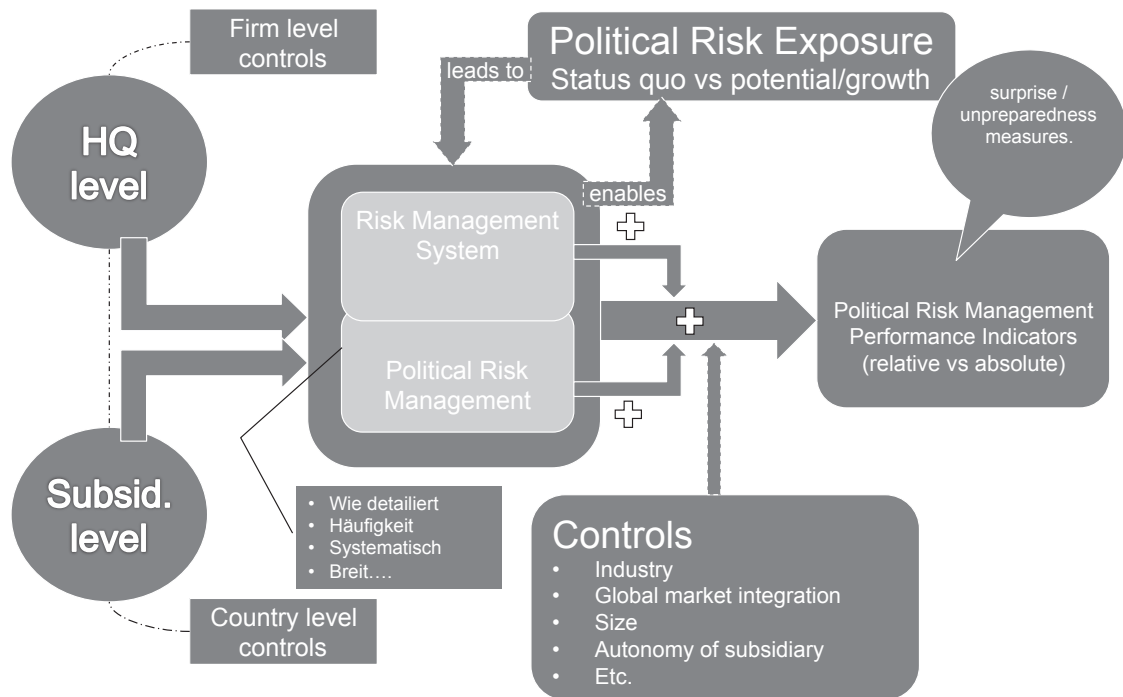 Firm level
controls
Political Risk Exposure
Status quo vs potential/growth
leads to
surprise /
unpreparedness
measures.
HQ
level
enables
Risk Management
System
Political Risk Management
Performance Indicators
(relative vs absolute)
Political Risk
Management
Subsid.
level
• Wie detailiert
• Häufigkeit
• Systematisch
• Breit….
Controls
• Industry
• Global market integration
• Size
• Autonomy of subsidiary
• Etc.
Country level
controls